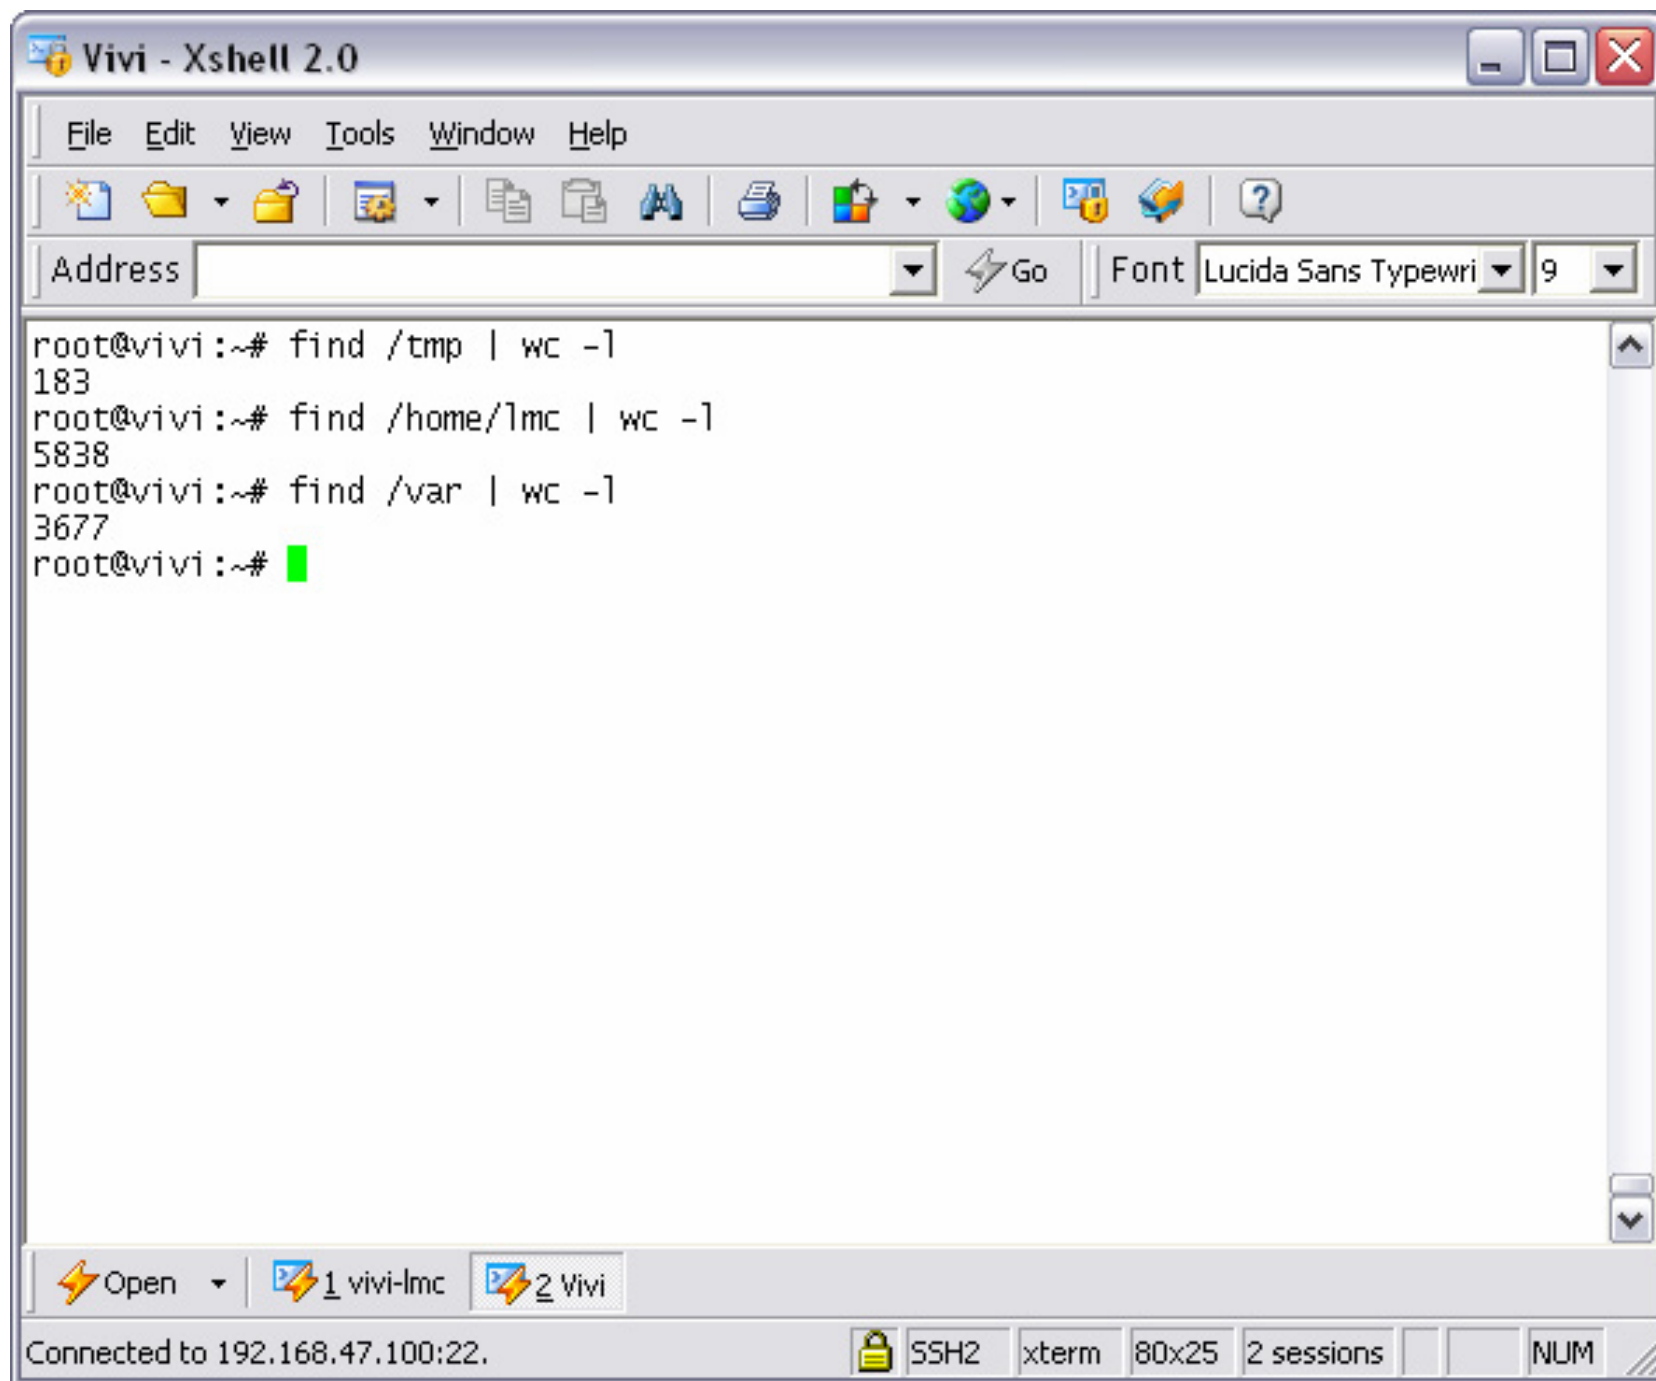 Vivi - Xshell 2.0
File Edit View Tools Window Help
Address Go Font Lucida Sans Typewri 9
root@vivi:~# find /tmp | wc -l
183
root@vivi:~# find /home/lmc | wc -l
5838
root@vivi:~# find /var | wc -l
3677
root@vivi:~#
Open 1 vivi-lmc 2 Vivi
Connected to 192.168.47.100:22. SSH2 xterm 80x25 2 sessions NUM